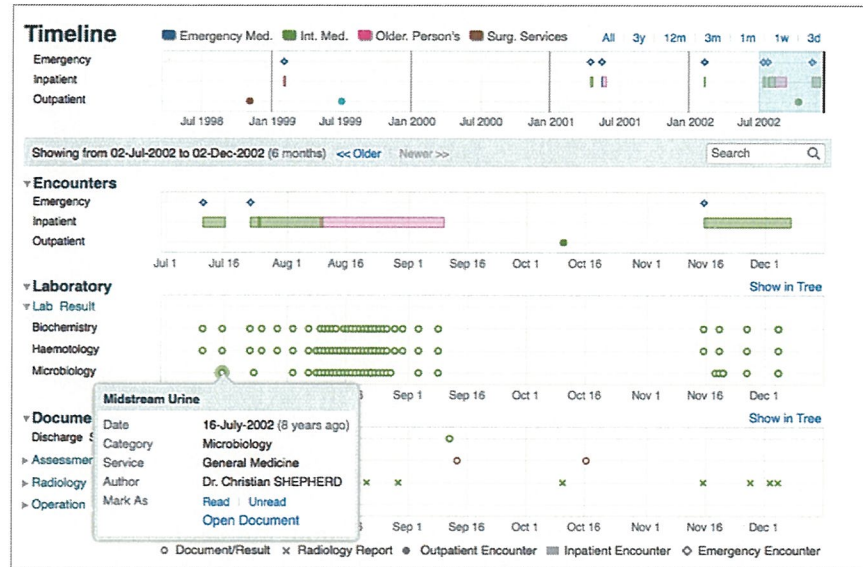 Timeline
Emergency Med. Int. Med. Older. Person's Surg. Services All 3y 12m 3m 1m 1w 3d
Emergency
Inpatient
Outpatient
Jul 1998 Jan 1999 Jul 1999 Jan 2000 Jul 2000 Jan 2001 Jul 2001 Jan 2002 Jul 2002
Showing from 02-Jul-2002 to 02-Dec-2002 (6 months) << Older Newer >> Search
Encounters
Emergency
Inpatient
Outpatient
Jul 1 Jul 16 Aug 1 Aug 16 Sep 1 Sep 16 Oct 1 Oct 16 Nov 1 Nov 16 Dec 1
Laboratory Show in Tree
Lab Result
Biochemistry
Haemotology
Microbiology
Sep 1 Sep 16 Oct 1 Oct 16 Nov 1 Nov 16 Dec 1
Midstream Urine
Date 16-July-2002 (8 years ago)
Category Microbiology
Service General Medicine
Author Dr. Christian SHEPHERD
Mark As Read Unread
Open Document
Docume Show in Tree
Discharge S
Assessmen
Radiology
Operation
Sep 1 Sep 16 Oct 1 Oct 16 Nov 1 Nov 16 Dec 1
Document/Result Radiology Report Outpatient Encounter Inpatient Encounter Emergency Encounter